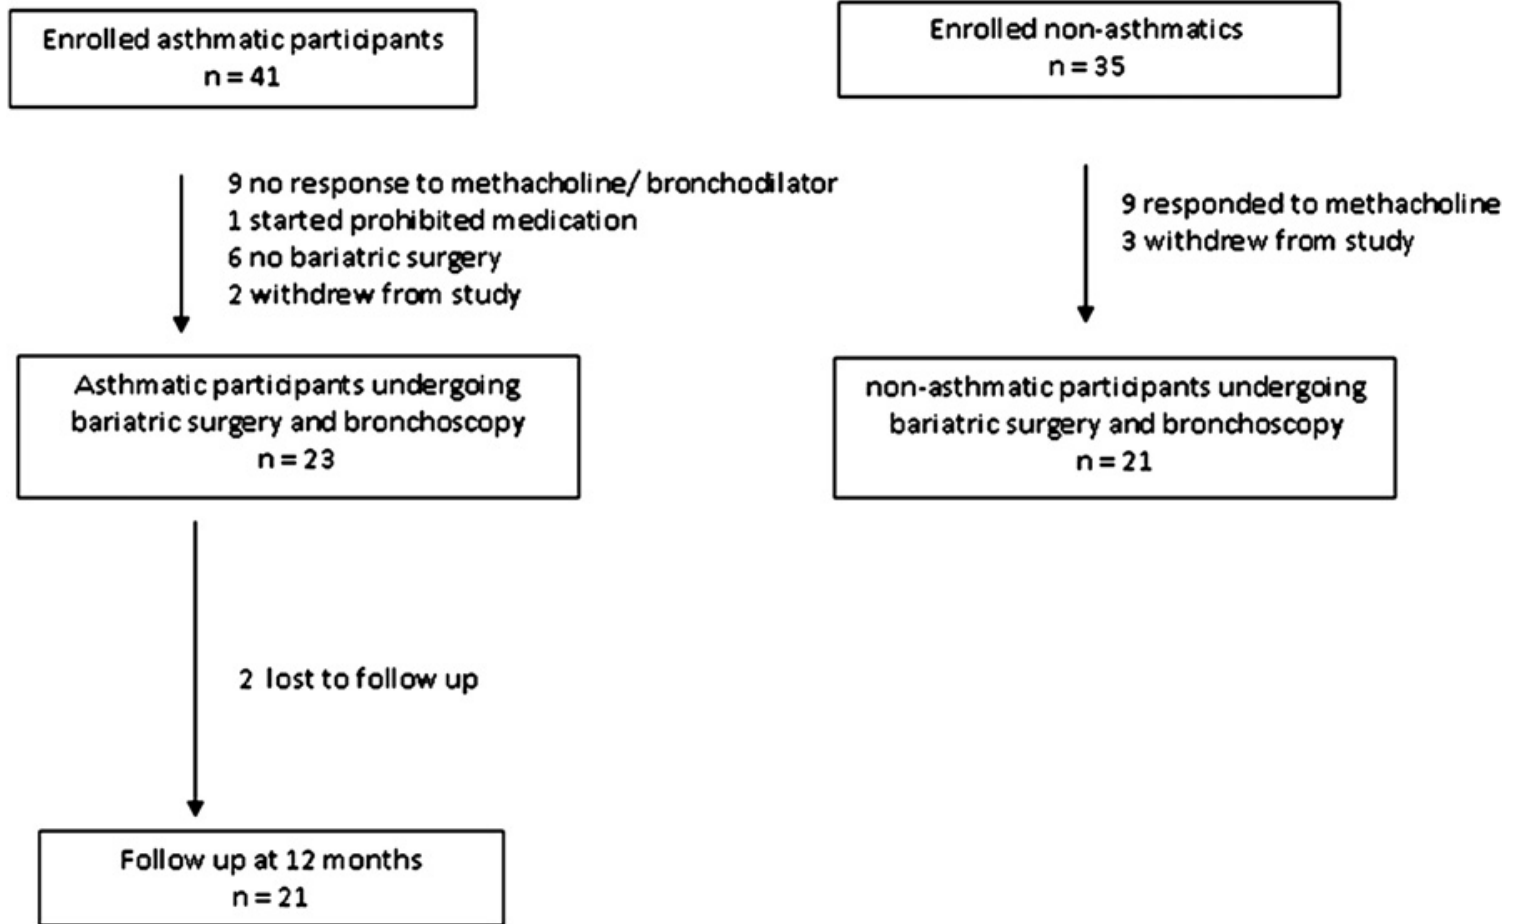 Enrolled asthmatic participants
n = 41
9 no response to methacholine/ bronchodilator
1 started prohibited medication
6 no bariatric surgery
2 withdrew from study
Asthmatic participants undergoing
bariatric surgery and bronchoscopy
n = 23
2 lost to follow up
Follow up at 12 months
n = 21
Enrolled non-asthmatics
n = 35
9 responded to methacholine
3 withdrew from study
non-asthmatic participants undergoing
bariatric surgery and bronchoscopy
n = 21